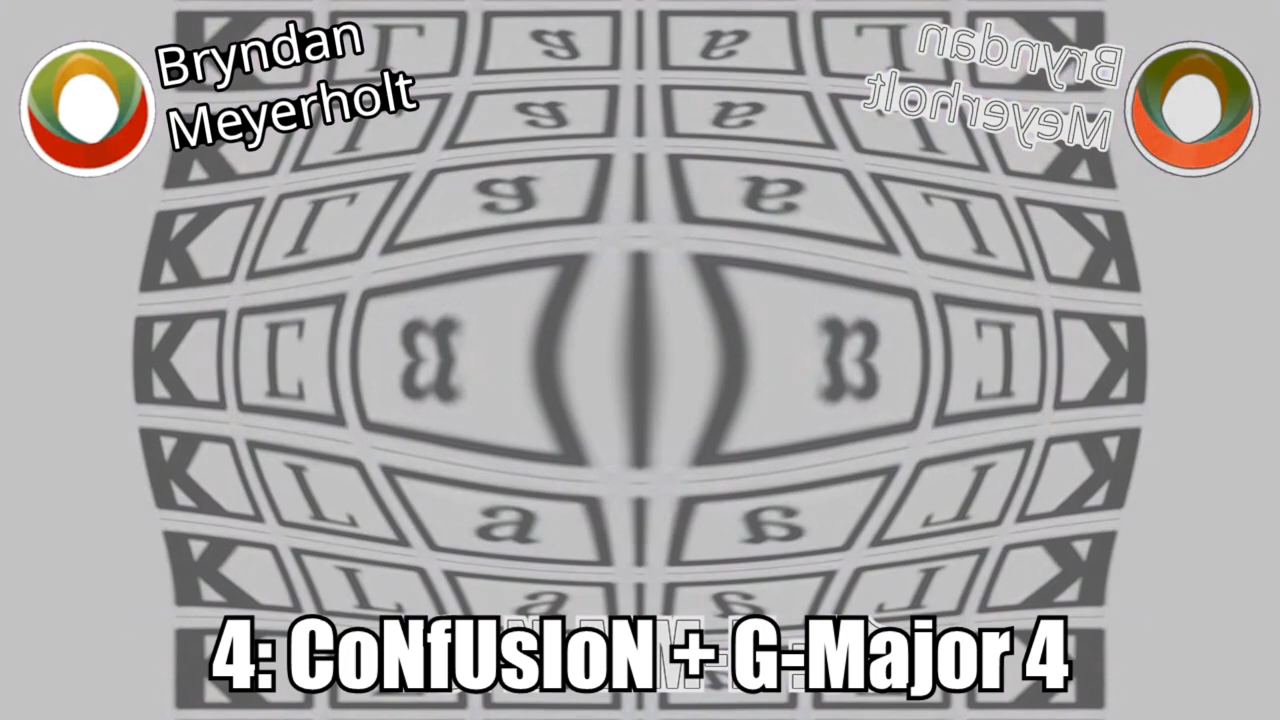 Bryndan
Meyerholt
Bryndan
Meyerholt
K L a
4: CoNfUsIoN + G-Major 4